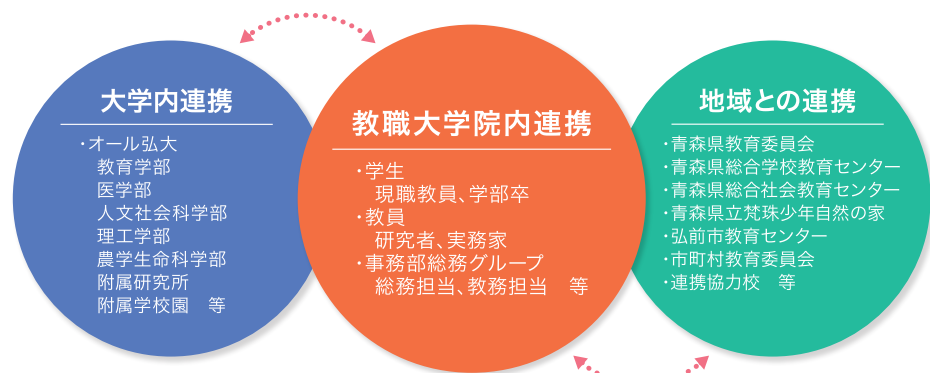 大学内連携
・オール弘大
教育学部
医学部
人文社会科学部
理工学部
農学生命科学部
附属研究所
附属学校園　等
教職大学院内連携
・学生
現職教員、学部卒
・教員
研究者、実務家
・事務部総務グループ
総務担当、教務担当　等
地域との連携
・青森県教育委員会
・青森県総合学校教育センター
・青森県総合社会教育センター
・青森県立梵珠少年自然の家
・弘前市教育センター
・市町村教育委員会
・連携協力校　等